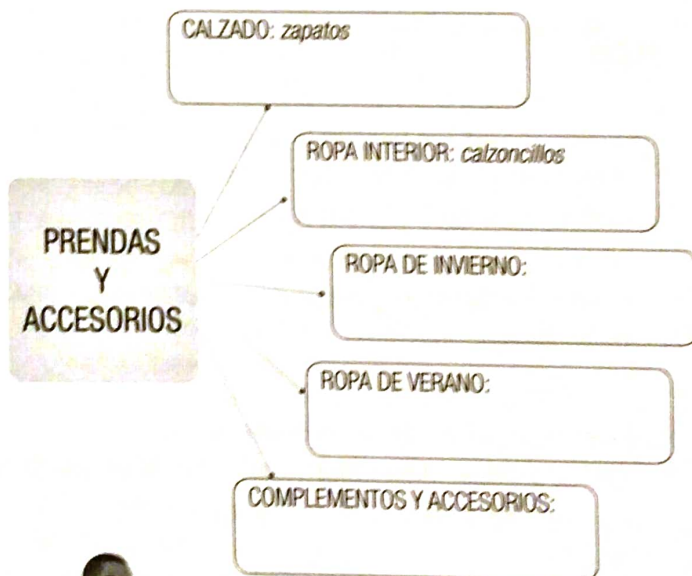 CALZADO: zapatos
ROPA INTERIOR: calzoncillos
PRENDAS
Y
ACCESORIOS
ROPA DE INVIERNO:
ROPA DE VERANO:
COMPLEMENTOS Y ACCESORIOS: